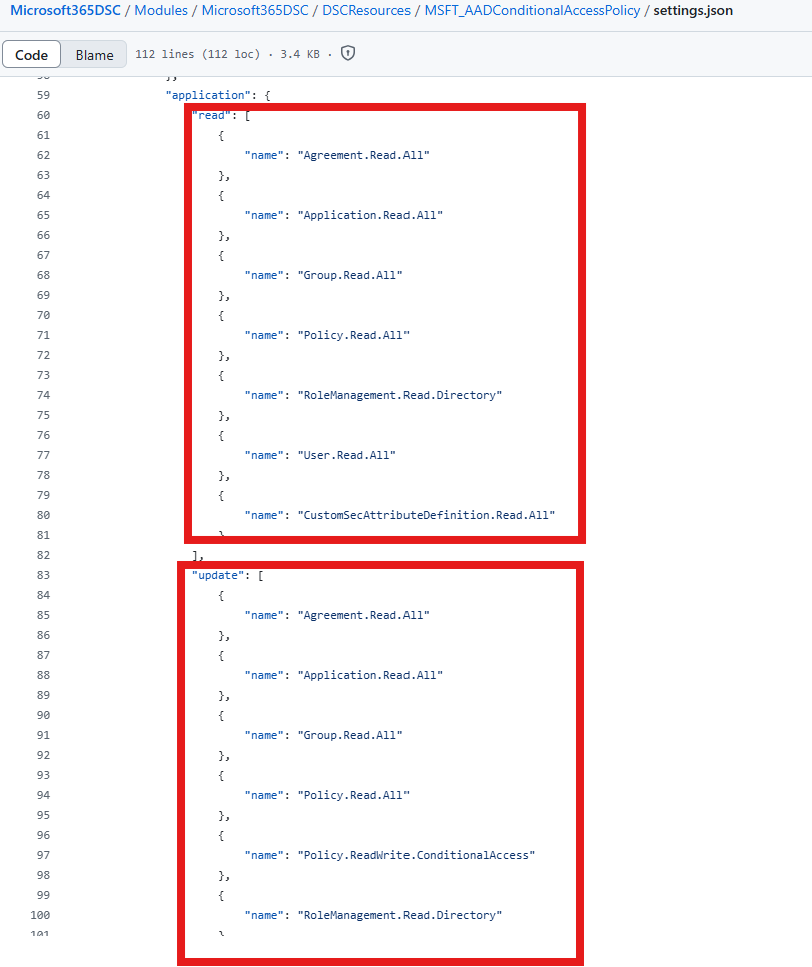 Microsoft365DSC / Modules / Microsoft365DSC / DSCResources / MSFT_AADConditionalAccessPolicy / settings.json
Code Blame 112 lines (112 loc) · 3.4 KB ·
58 },
59 "application": {
60 "read": [
61 {
62 "name": "Agreement.Read.All"
63 },
64 {
65 "name": "Application.Read.All"
66 },
67 {
68 "name": "Group.Read.All"
69 },
70 {
71 "name": "Policy.Read.All"
72 },
73 {
74 "name": "RoleManagement.Read.Directory"
75 },
76 {
77 "name": "User.Read.All"
78 },
79 {
80 "name": "CustomSecAttributeDefinition.Read.All"
81 }
82 ],
83 "update": [
84 {
85 "name": "Agreement.Read.All"
86 },
87 {
88 "name": "Application.Read.All"
89 },
90 {
91 "name": "Group.Read.All"
92 },
93 {
94 "name": "Policy.Read.All"
95 },
96 {
97 "name": "Policy.ReadWrite.ConditionalAccess"
98 },
99 {
100 "name": "RoleManagement.Read.Directory"
101 }